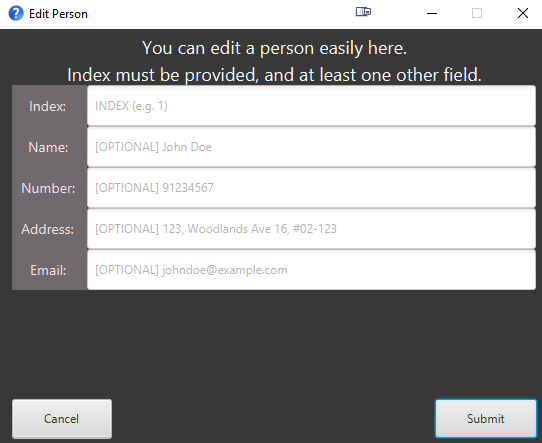 Edit Person
You can edit a person easily here.
Index must be provided, and at least one other field.
Index: INDEX (e.g. 1)
Name: [OPTIONAL] John Doe
Number: [OPTIONAL] 91234567
Address: [OPTIONAL] 123, Woodlands Ave 16, #02-123
Email: [OPTIONAL] johndoe@example.com
Cancel Submit